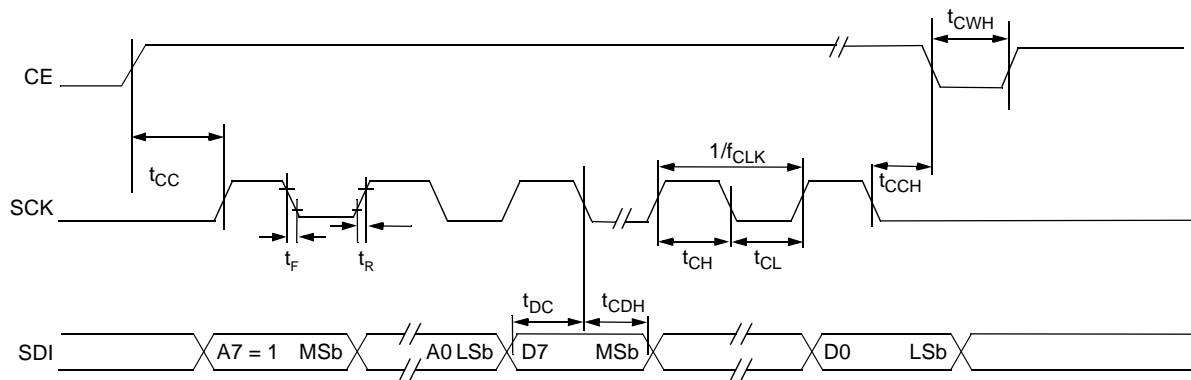 tCWH
CE
1/fCLK
tCC
tCCH
SCK
tF
tR
tCH
tCL
tDC
tCDH
SDI
A7 = 1 MSb
A0 LSb
D7 MSb
D0 LSb